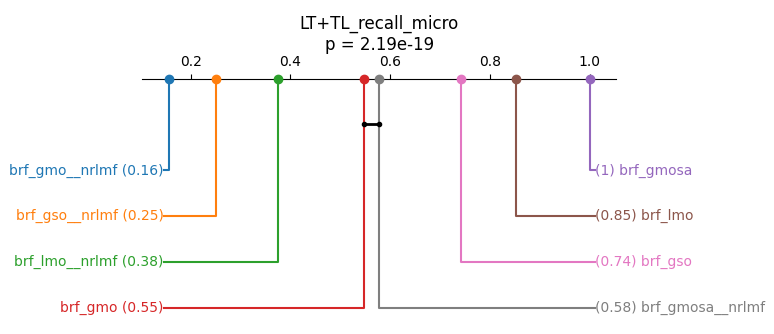 LT+TL_recall_micro
p = 2.19e-19
0.2 0.4 0.6 0.8 1.0
brf_gmo__nrlmf (0.16) (1) brf_gmosa
brf_gso__nrlmf (0.25) (0.85) brf_lmo
brf_lmo__nrlmf (0.38) (0.74) brf_gso
brf_gmo (0.55) (0.58) brf_gmosa__nrlmf